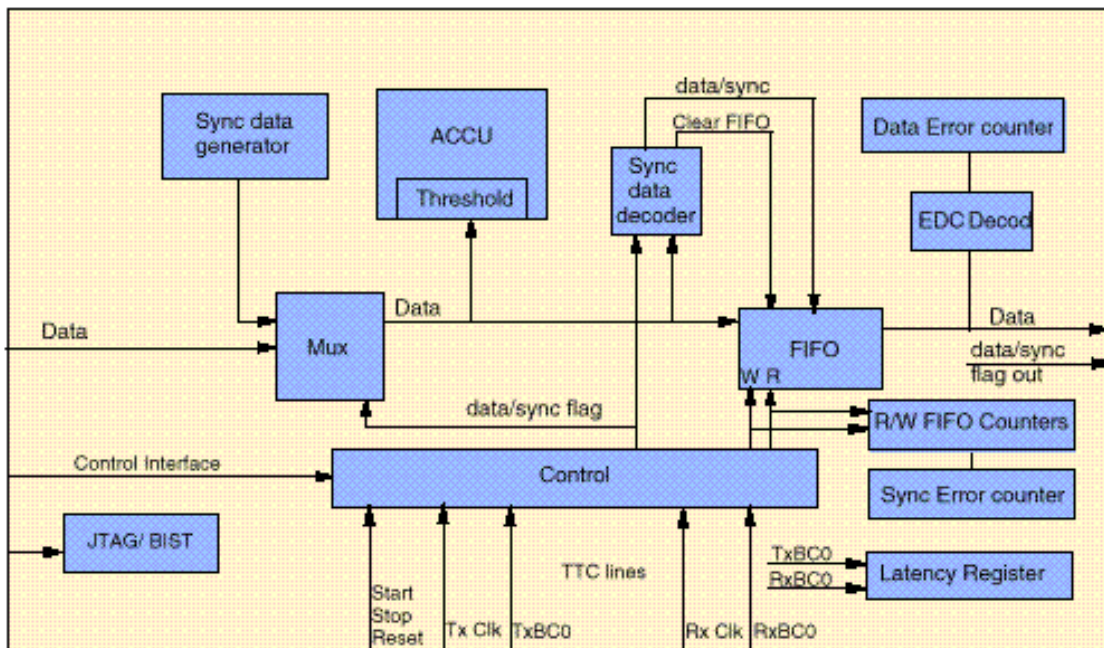 data/sync
Clear FIFO
Sync data
generator
ACCU
Threshold
Sync
data
decoder
Data Error counter
EDC Decod
Data
Mux
Data
FIFO
W R
Data
data/sync
flag out
data/sync flag
R/W FIFO Counters
Control Interface
Control
Sync Error counter
JTAG/ BIST
TTC lines
TxBC0
RxBC0
Latency Register
Start
Stop
Reset
Tx Clk
TxBC0
Rx Clk
RxBC0